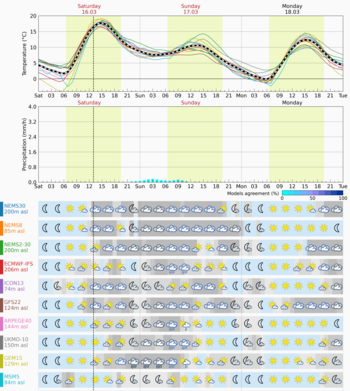 Saturday
16.03
Sunday
17.03
Monday
18.03
Temperature (°C)
20
15
10
5
0
Sat 03 06 09 12 15 18 21 Sun 03 06 09 12 15 18 21 Mon 03 06 09 12 15 18 21 Tue
Saturday Sunday Monday
Precipitation (mm/h)
4.0
3.2
2.4
1.6
0.8
0.0
Sat 03 06 09 12 15 18 21 Sun 03 06 09 12 15 18 21 Mon 03 06 09 12 15 18 21 Tue
Models agreement (%)
0 50 100
NEMS30
200m asl
NEMS8
85m asl
NEMS2-30
200m asl
ECMWF-IFS
206m asl
ICON13
74m asl
GFS22
124m asl
ARPEGE40
144m asl
UKMO-10
150m asl
GEM15
125m asl
MSM5
84m asl